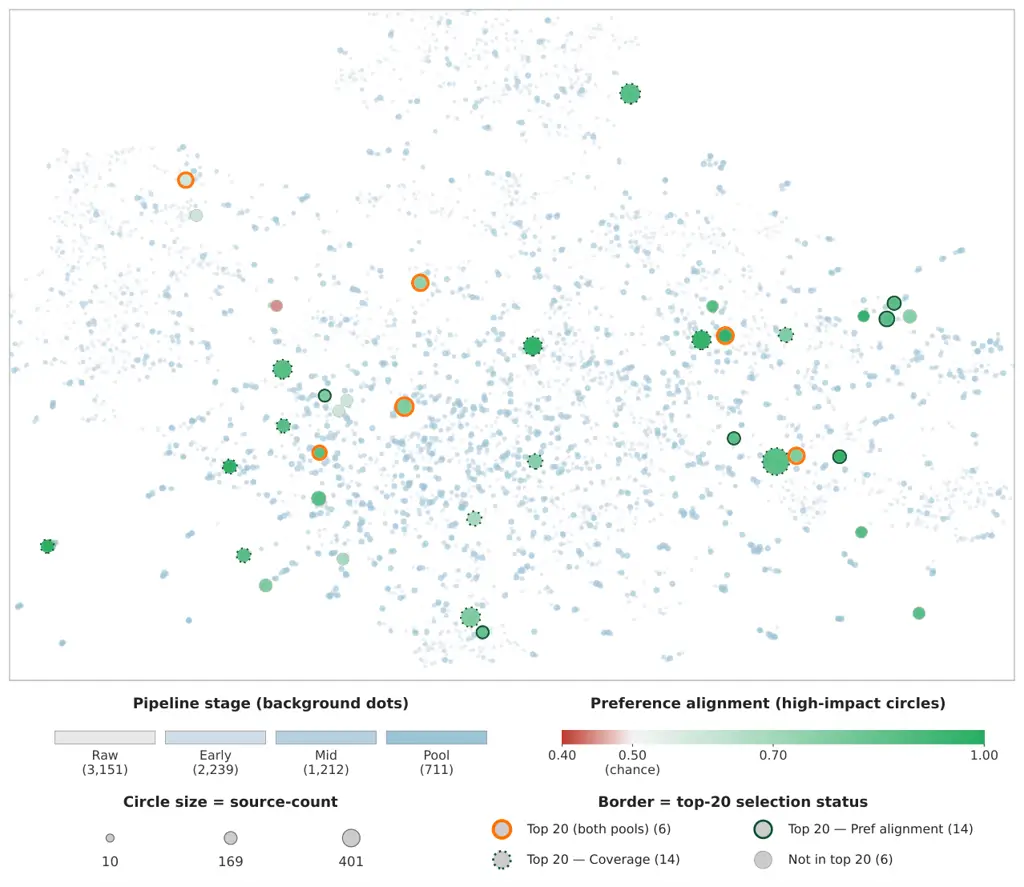 Pipeline stage (background dots)
Raw
(3,151)
Early
(2,239)
Mid
(1,212)
Pool
(711)
Preference alignment (high-impact circles)
0.40
0.50
(chance)
0.70
1.00
Circle size = source-count
10
169
401
Border = top-20 selection status
Top 20 (both pools) (6)
Top 20 — Pref alignment (14)
Top 20 — Coverage (14)
Not in top 20 (6)